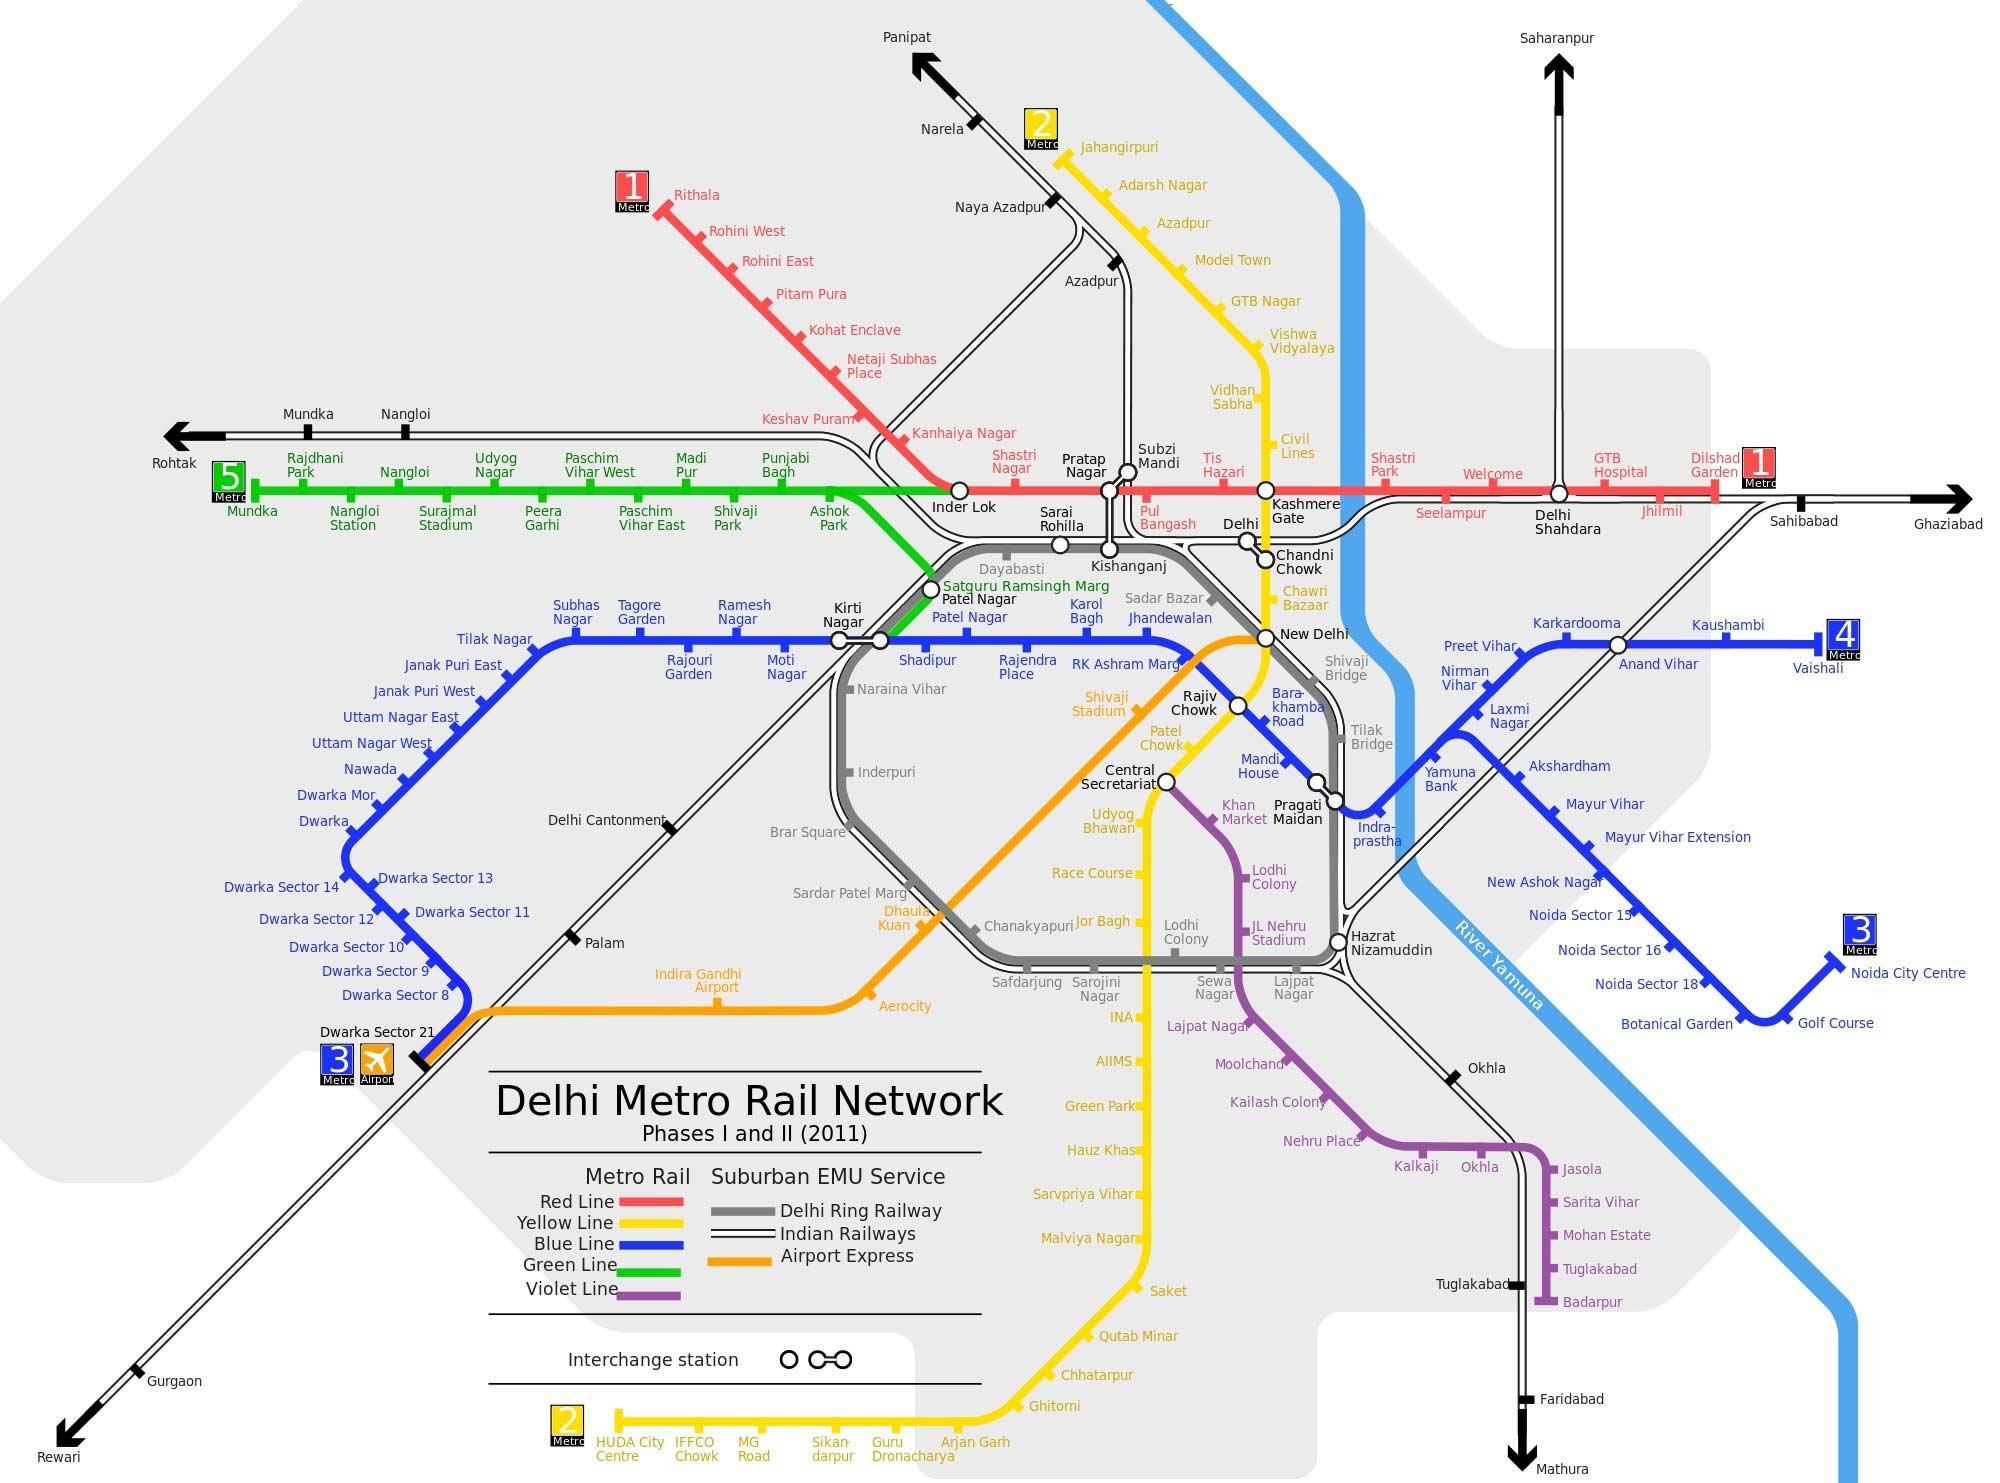 Panipat
Saharanpur
Narela
2
Metro
Jahangirpuri
Adarsh Nagar
Naya Azadpur
Azadpur
Model Town
Azadpur
GTB Nagar
Vishwa
Vidyalaya
Vidhan
Sabha
Civil
Lines
1
Metro
Rithala
Rohini West
Rohini East
Pitam Pura
Kohat Enclave
Netaji Subhas
Place
Keshav Puram
Kanhaiya Nagar
Mundka
Nangloi
Rohtak
5
Metro
Rajdhani
Park
Nangloi
Udyog
Nagar
Paschim
Vihar West
Madi
Pur
Punjabi
Bagh
Mundka
Nangloi
Station
Surajmal
Stadium
Peera
Garhi
Paschim
Vihar East
Shivaji
Park
Ashok
Park
Inder Lok
Shastri
Nagar
Pratap
Nagar
Subzi
Mandi
Tis
Hazari
Pul
Bangash
Kashmere
Gate
Shastri
Park
Seelampur
Welcome
Delhi
Shahdara
GTB
Hospital
Jhilmil
Dilshad
Garden
1
Metro
Sahibabad
Ghaziabad
Sarai
Rohilla
Kishanganj
Delhi
Chandni
Chowk
Dayabasti
Satguru Ramsingh Marg
Patel Nagar
Sadar Bazar
Chawri
Bazaar
New Delhi
Subhas
Nagar
Tagore
Garden
Ramesh
Nagar
Kirti
Nagar
Patel Nagar
Karol
Bagh
Jhandewalan
Tilak Nagar
Rajouri
Garden
Moti
Nagar
Shadipur
Rajendra
Place
RK Ashram Marg
Janak Puri East
Janak Puri West
Uttam Nagar East
Uttam Nagar West
Nawada
Dwarka Mor
Dwarka
Dwarka Sector 14
Dwarka Sector 13
Dwarka Sector 12
Dwarka Sector 11
Dwarka Sector 10
Dwarka Sector 9
Dwarka Sector 8
Dwarka Sector 21
3
Metro
Airport
Naraina Vihar
Inderpuri
Brar Square
Sardar Patel Marg
Chanakyapuri
Delhi Cantonment
Palam
Shivaji
Stadium
Dhaula
Kuan
Indira Gandhi
Airport
Aerocity
Shivaji
Bridge
Tilak
Bridge
Rajiv
Chowk
Bara-
khamba
Road
Patel
Chowk
Mandi
House
Central
Secretariat
Pragati
Maidan
Indra-
prastha
Khan
Market
Udyog
Bhawan
Race Course
Jor Bagh
Lodhi
Colony
JL Nehru
Stadium
Lodhi
Colony
Hazrat
Nizamuddin
Safdarjung
Sarojini
Nagar
Sewa
Nagar
Lajpat
Nagar
Karkardooma
Kaushambi
4
Metro
Preet Vihar
Anand Vihar
Vaishali
Nirman
Vihar
Laxmi
Nagar
Yamuna
Bank
Akshardham
Mayur Vihar
Mayur Vihar Extension
New Ashok Nagar
Noida Sector 15
Noida Sector 16
Noida Sector 18
Botanical Garden
Golf Course
3
Metro
Noida City Centre
River Yamuna
INA
AIIMS
Green Park
Hauz Khas
Sarvpriya Vihar
Malviya Nagar
Saket
Qutab Minar
Chhatarpur
Ghitorni
Lajpat Nagar
Moolchand
Kailash Colony
Nehru Place
Kalkaji
Okhla
Okhla
Jasola
Sarita Vihar
Mohan Estate
Tuglakabad
Tuglakabad
Badarpur
Faridabad
Mathura
Delhi Metro Rail Network
Phases I and II (2011)
Metro Rail
Red Line
Yellow Line
Blue Line
Green Line
Violet Line
Suburban EMU Service
Delhi Ring Railway
Indian Railways
Airport Express
Interchange station
Gurgaon
Rewari
2
Metro
HUDA City
Centre
IFFCO
Chowk
MG
Road
Sikan-
darpur
Guru
Dronacharya
Arjan Garh